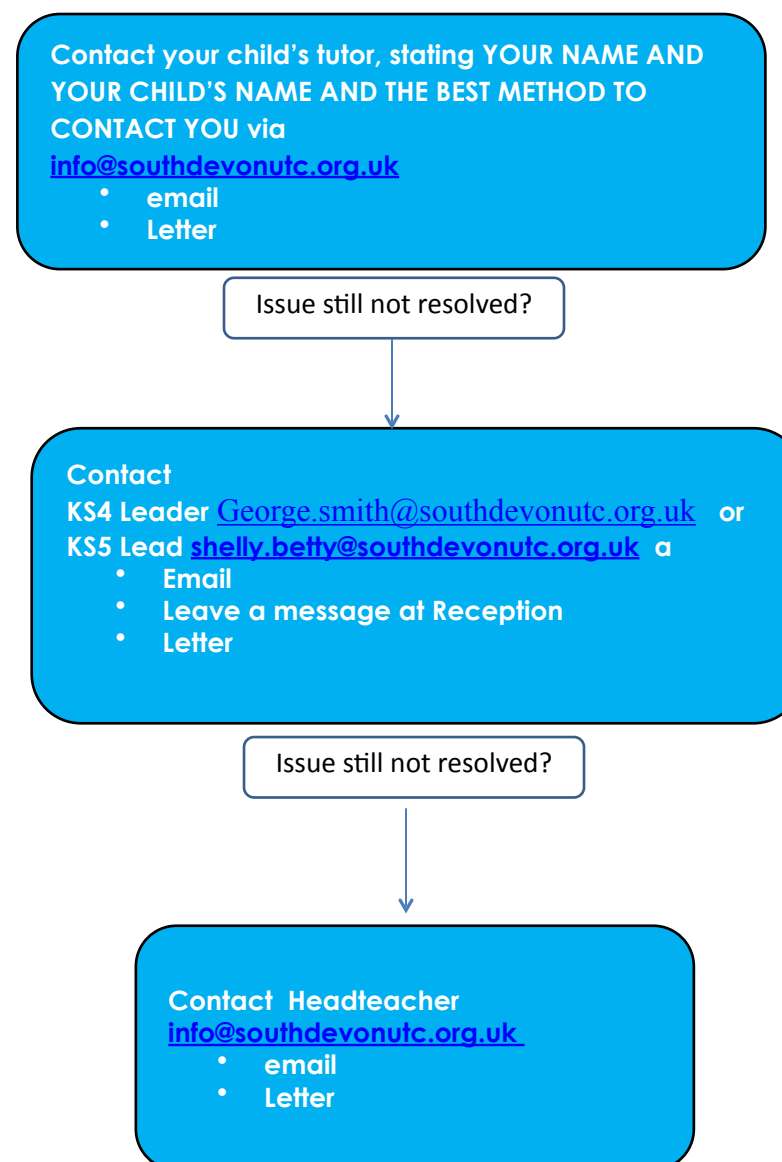 Contact your child’s tutor, stating YOUR NAME AND
YOUR CHILD’S NAME AND THE BEST METHOD TO
CONTACT YOU via
info@southdevonutc.org.uk
• email
• Letter
Issue still not resolved?
Contact
KS4 Leader George.smith@southdevonutc.org.uk or
KS5 Lead shelly.betty@southdevonutc.org.uk a
• Email
• Leave a message at Reception
• Letter
Issue still not resolved?
Contact Headteacher
info@southdevonutc.org.uk
• email
• Letter